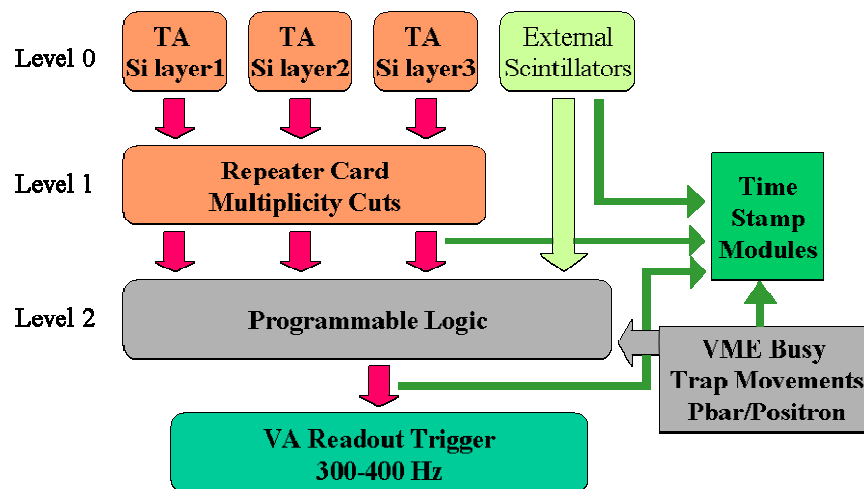 Level 0
TA
Si layer1
TA
Si layer2
TA
Si layer3
External
Scintillators
Level 1
Repeater Card
Multiplicity Cuts
Time
Stamp
Modules
Level 2
Programmable Logic
VME Busy
Trap Movements
Pbar/Positron
VA Readout Trigger
300-400 Hz